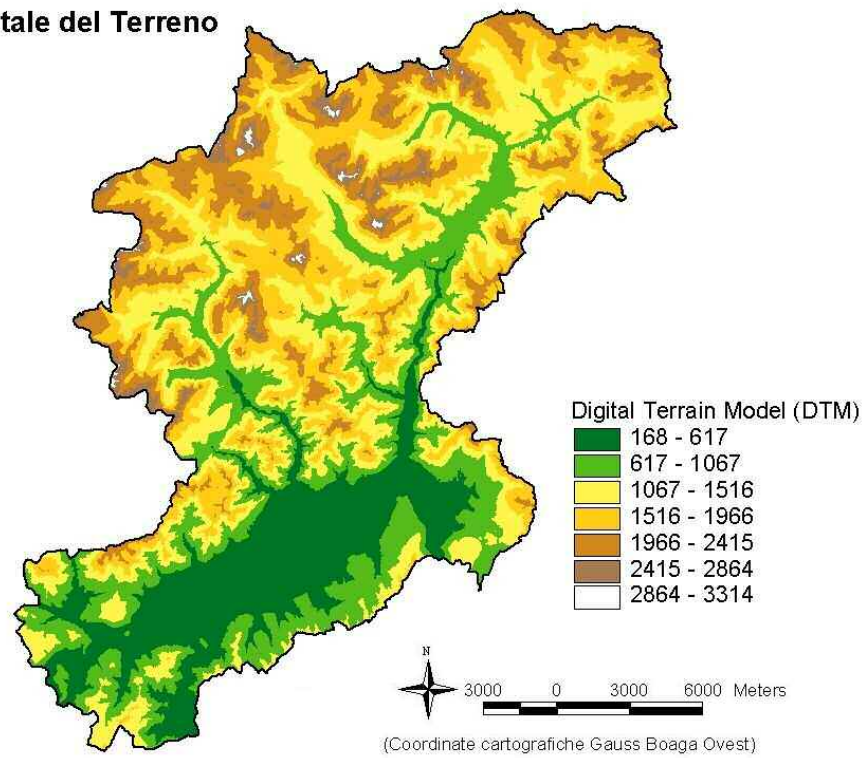 tale del Terreno
Digital Terrain Model (DTM)
168 - 617
617 - 1067
1067 - 1516
1516 - 1966
1966 - 2415
2415 - 2864
2864 - 3314
N
3000 0 3000 6000 Meters
(Coordinate cartografiche Gauss Boaga Ovest)